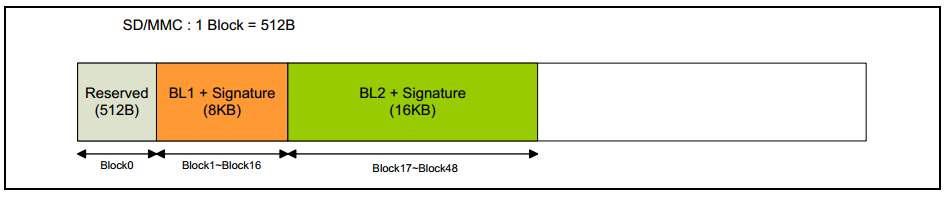 SD/MMC : 1 Block = 512B
Reserved
(512B)
BL1 + Signature
(8KB)
BL2 + Signature
(16KB)
Block0
Block1~Block16
Block17~Block48